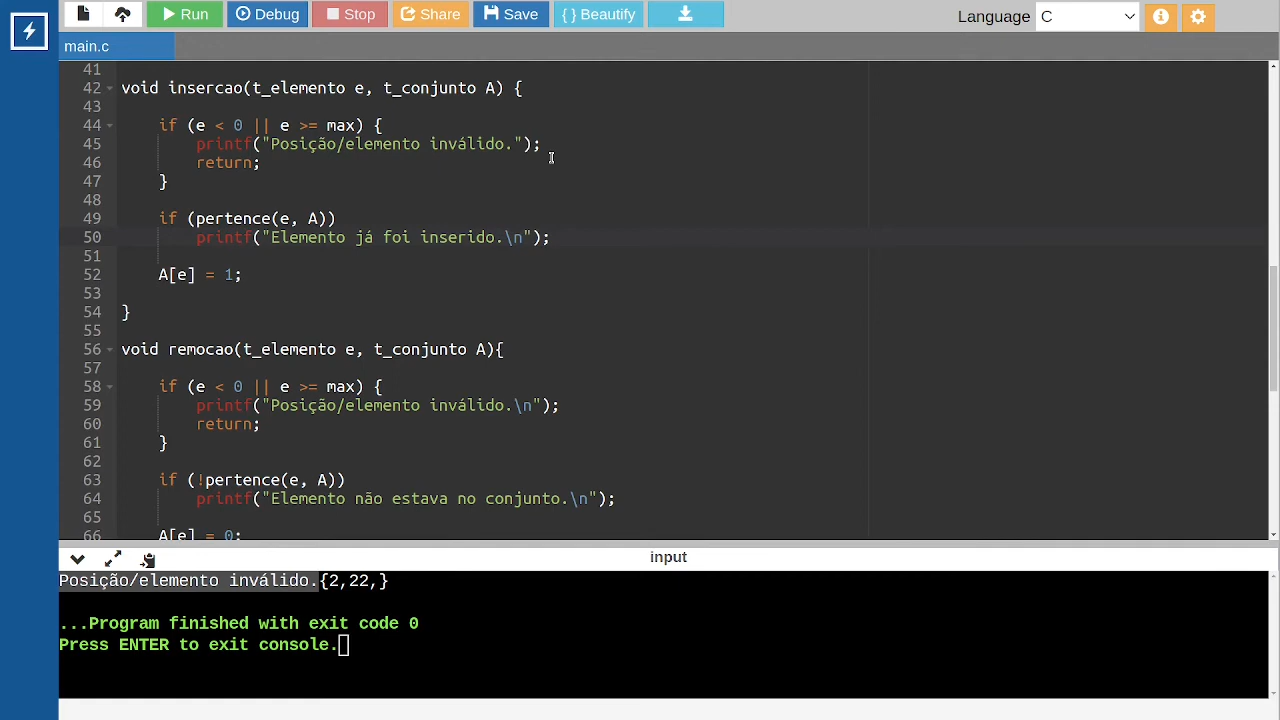 Run Debug Stop Share Save { } Beautify Language C
main.c
41
42 void insercao(t_elemento e, t_conjunto A) {
43
44 if (e < 0 || e >= max) {
45 printf("Posição/elemento inválido.");
46 return;
47 }
48
49 if (pertence(e, A))
50 printf("Elemento já foi inserido.\n");
51
52 A[e] = 1;
53
54 }
55
56 void remocao(t_elemento e, t_conjunto A){
57
58 if (e < 0 || e >= max) {
59 printf("Posição/elemento inválido.\n");
60 return;
61 }
62
63 if (!pertence(e, A))
64 printf("Elemento não estava no conjunto.\n");
65
66 A[e] = 0;
input
Posição/elemento inválido.{2,22,}
...Program finished with exit code 0
Press ENTER to exit console.